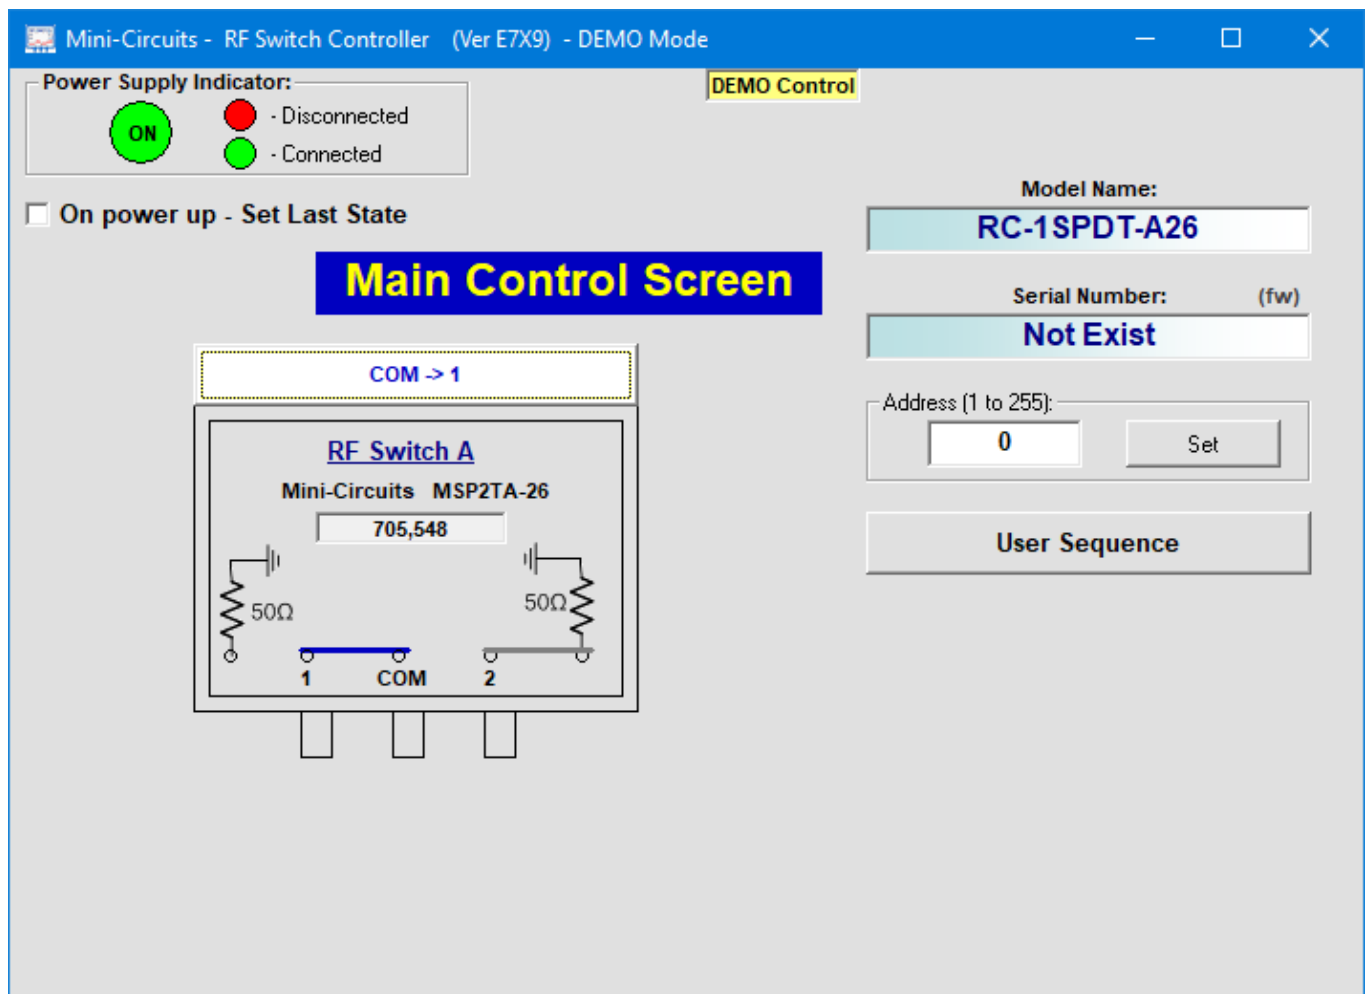 Mini-Circuits - RF Switch Controller (Ver E7X9) - DEMO Mode
Power Supply Indicator:
ON
- Disconnected
- Connected
DEMO Control
On power up - Set Last State
Main Control Screen
Model Name:
RC-1SPDT-A26
Serial Number: (fw)
Not Exist
Address (1 to 255):
0 Set
User Sequence
COM -> 1
RF Switch A
Mini-Circuits MSP2TA-26
705,548
50Ω 50Ω
1 COM 2